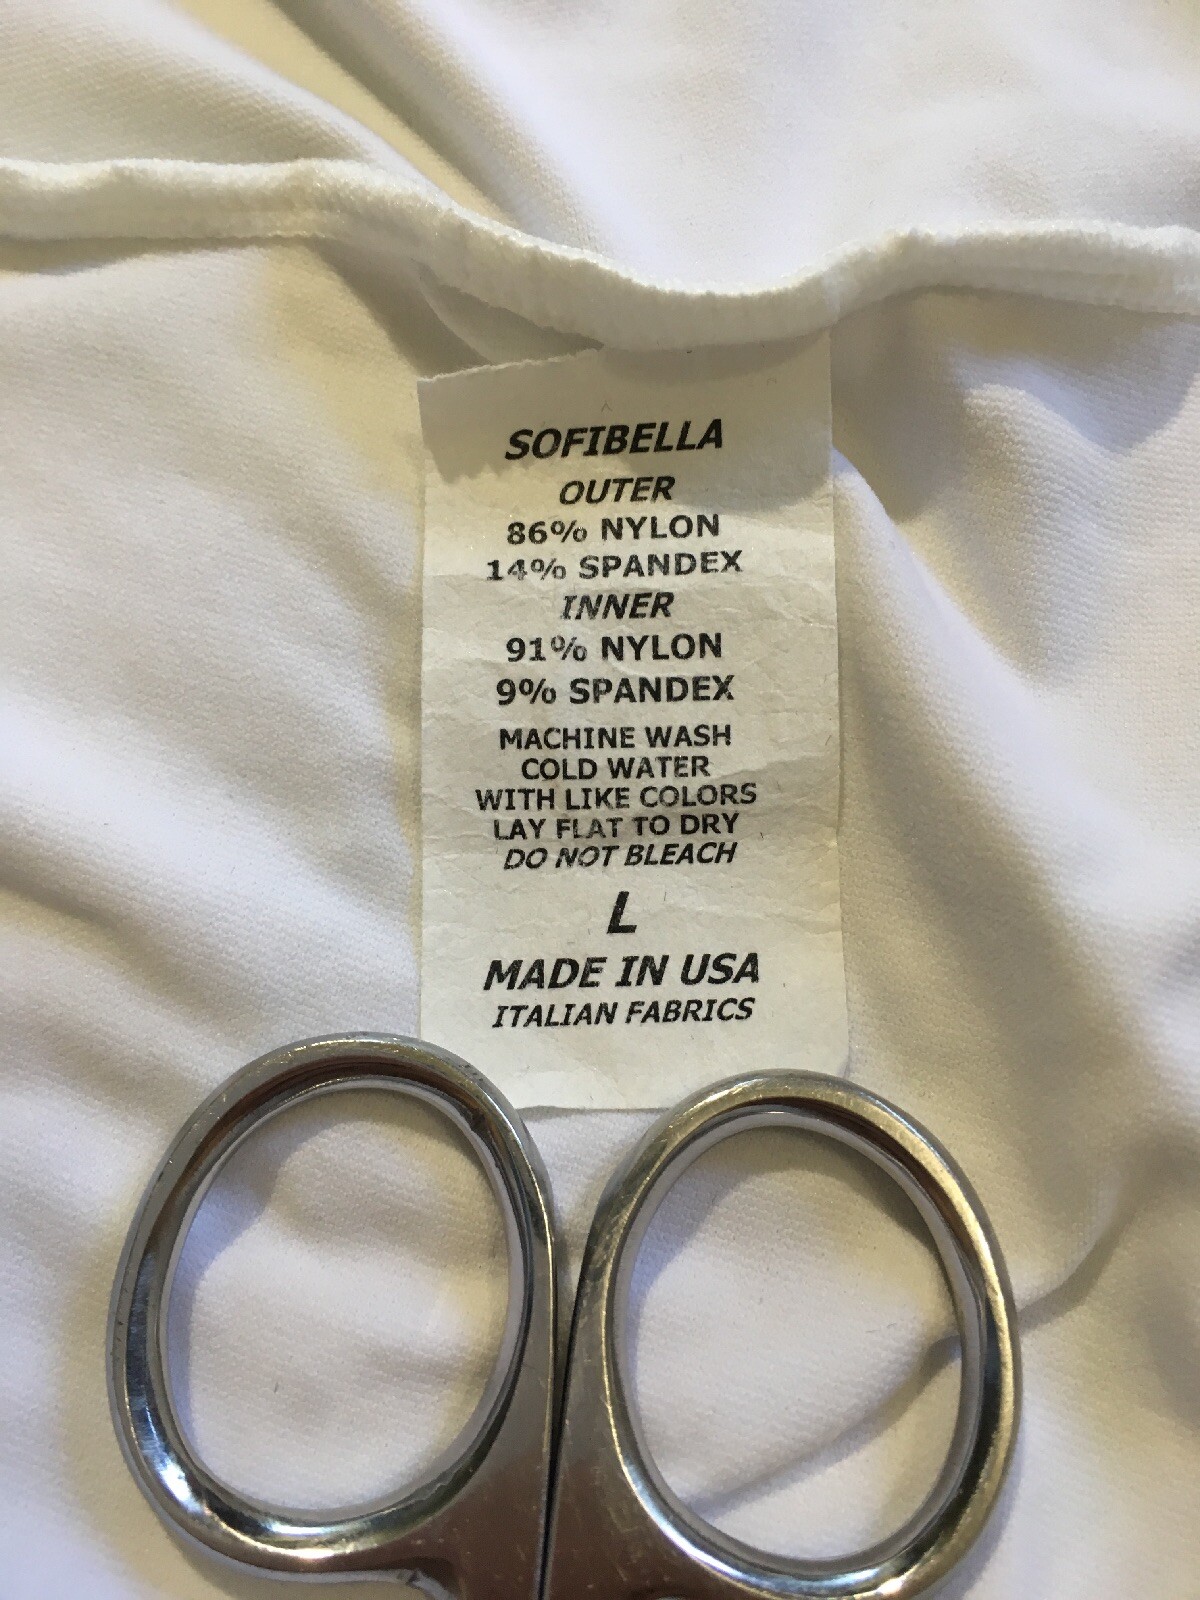 SOFIBELLA
OUTER
86% NYLON
14% SPANDEX
INNER
91% NYLON
9% SPANDEX
MACHINE WASH
COLD WATER
WITH LIKE COLORS
LAY FLAT TO DRY
DO NOT BLEACH
L
MADE IN USA
ITALIAN FABRICS